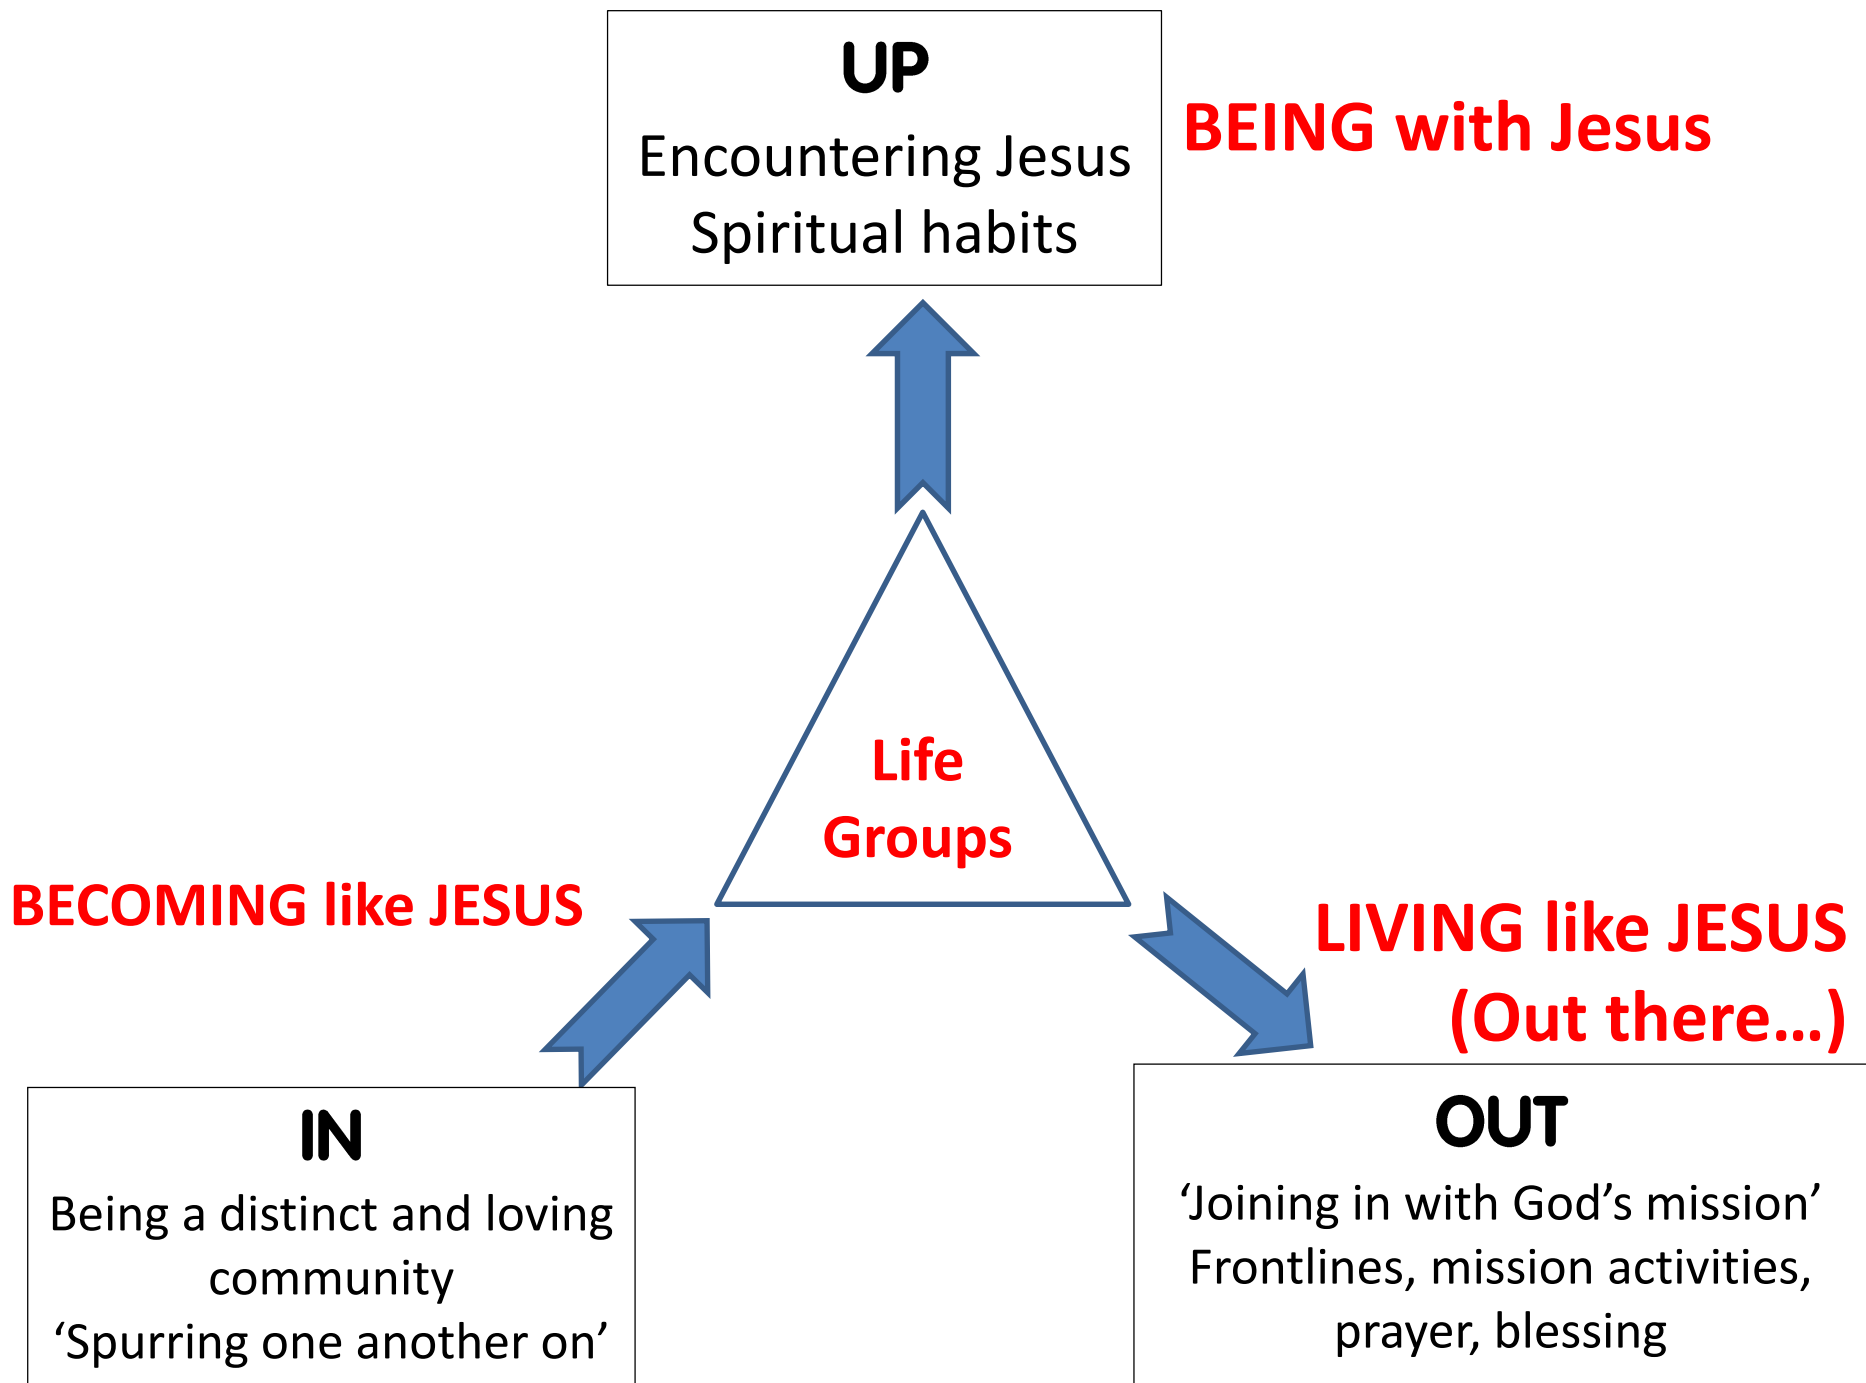 UP
Encountering Jesus
Spiritual habits
BEING with Jesus
Life
Groups
BECOMING like JESUS
LIVING like JESUS
(Out there...)
IN
Being a distinct and loving
community
‘Spurring one another on’
OUT
‘Joining in with God’s mission’
Frontlines, mission activities,
prayer, blessing